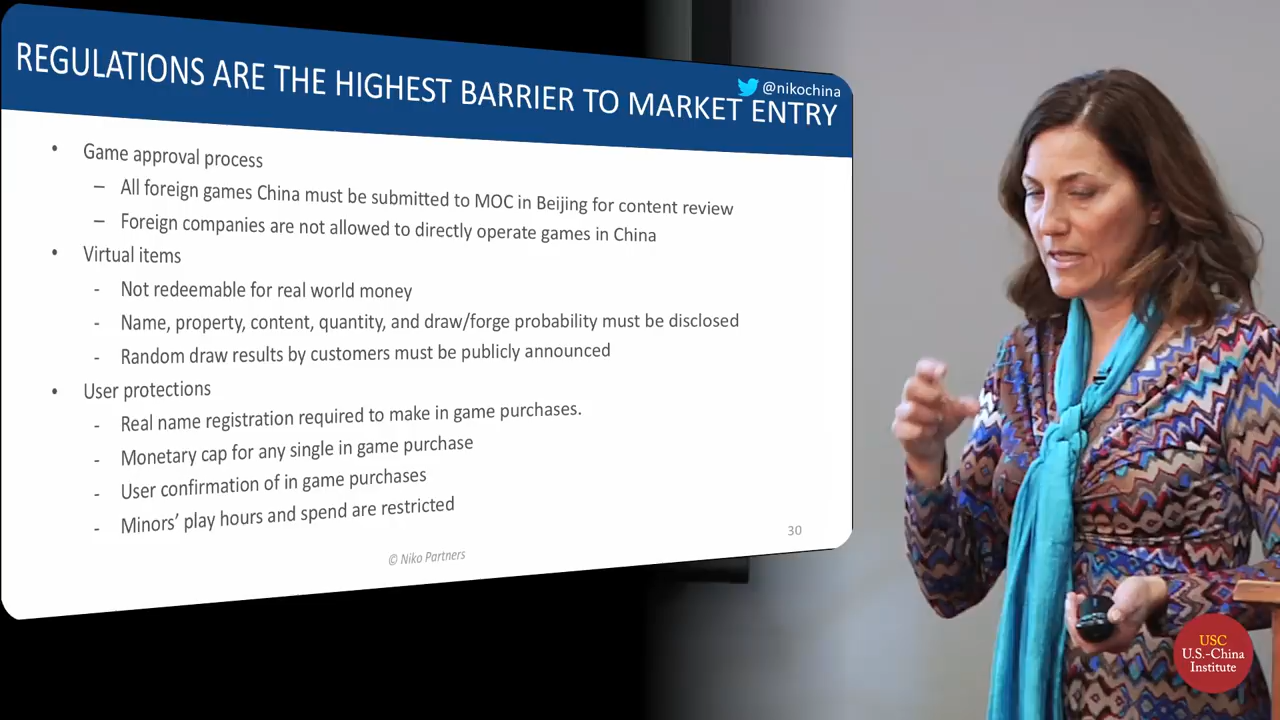 REGULATIONS ARE THE HIGHEST BARRIER TO MARKET ENTRY
@nikochina
• Game approval process
– All foreign games China must be submitted to MOC in Beijing for content review
– Foreign companies are not allowed to directly operate games in China
• Virtual items
- Not redeemable for real world money
- Name, property, content, quantity, and draw/forge probability must be disclosed
- Random draw results by customers must be publicly announced
• User protections
- Real name registration required to make in game purchases.
- Monetary cap for any single in game purchase
- User confirmation of in game purchases
- Minors’ play hours and spend are restricted
30
© Niko Partners
USC
U.S.-China
Institute